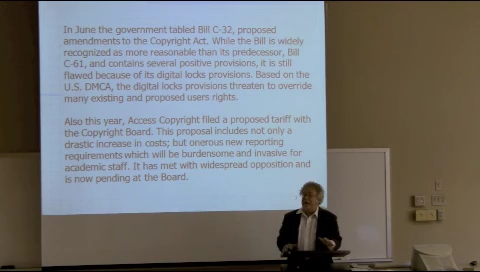 In June the government tabled Bill C-32, proposed
amendments to the Copyright Act. While the Bill is widely
recognized as more reasonable than its predecessor, Bill
C-61, and contains several positive provisions, it is still
flawed because of its digital locks provisions. Based on the
U.S. DMCA, the digital locks provisions threaten to override
many existing and proposed users rights.
Also this year, Access Copyright filed a proposed tariff with
the Copyright Board. This proposal includes not only a
drastic increase in costs; but onerous new reporting
requirements which will be burdensome and invasive for
academic staff. It has met with widespread opposition and
is now pending at the Board.